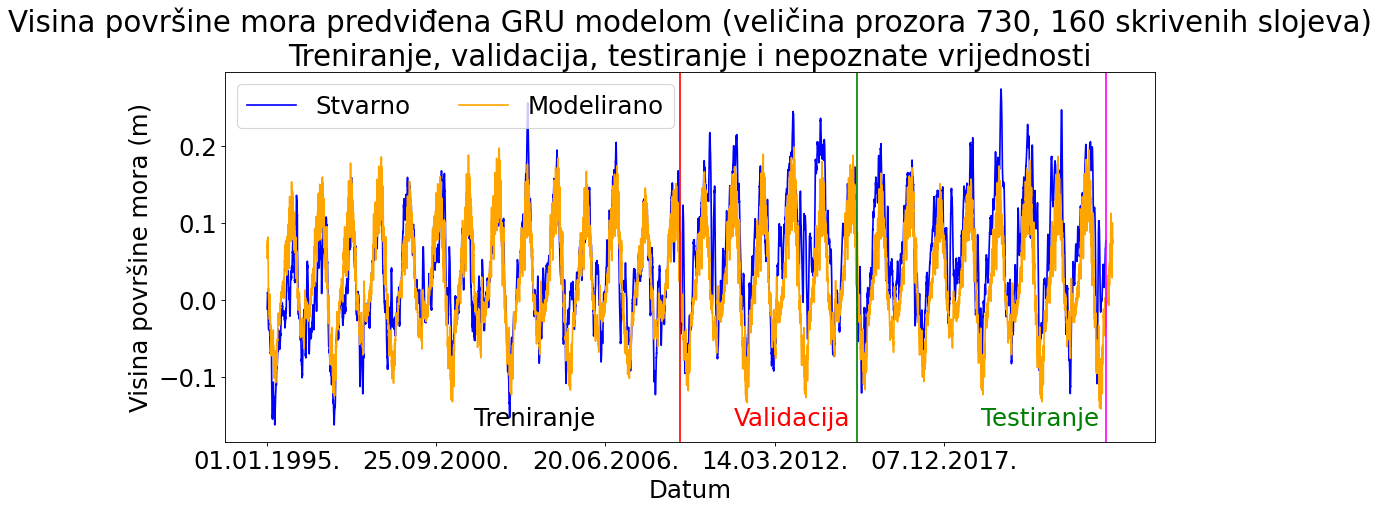 Visina površine mora predviđena GRU modelom (veličina prozora 730, 160 skrivenih slojeva)
Treniranje, validacija, testiranje i nepoznate vrijednosti
Stvarno
Modelirano
Visina površine mora (m)
0.2
0.1
0.0
−0.1
Treniranje
Validacija
Testiranje
01.01.1995.
25.09.2000.
20.06.2006.
14.03.2012.
07.12.2017.
Datum